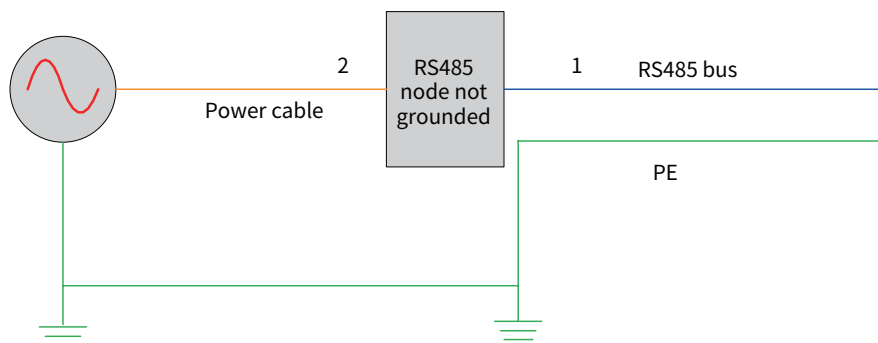 2
RS485
node not
grounded
1
RS485 bus
Power cable
PE